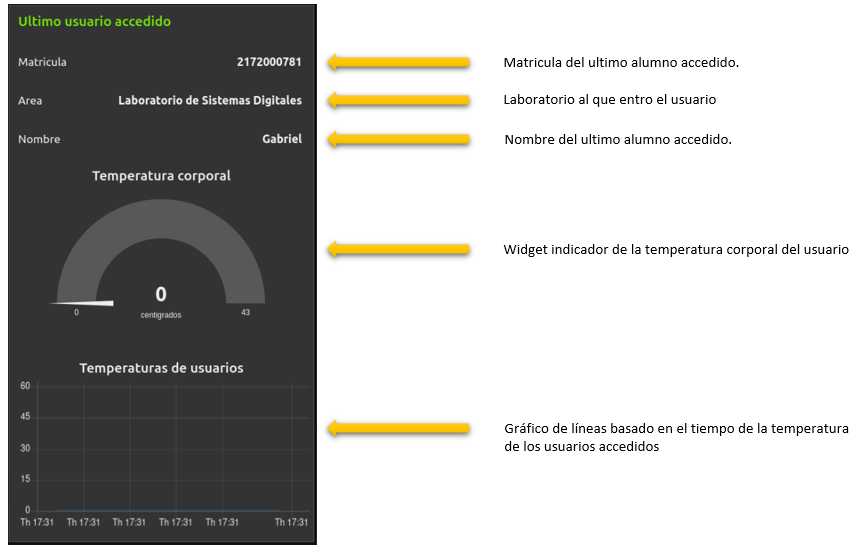 Ultimo usuario accedido
Matricula 2172000781
Matricula del ultimo alumno accedido.
Area Laboratorio de Sistemas Digitales
Laboratorio al que entro el usuario
Nombre Gabriel
Nombre del ultimo alumno accedido.
Temperatura corporal
0
centigrados
0 43
Widget indicador de la temperatura corporal del usuario
Temperaturas de usuarios
60
45
30
15
0
Th 17:31 Th 17:31 Th 17:31 Th 17:31 Th 17:31 Th 17:31
Gráfico de líneas basado en el tiempo de la temperatura
de los usuarios accedidos